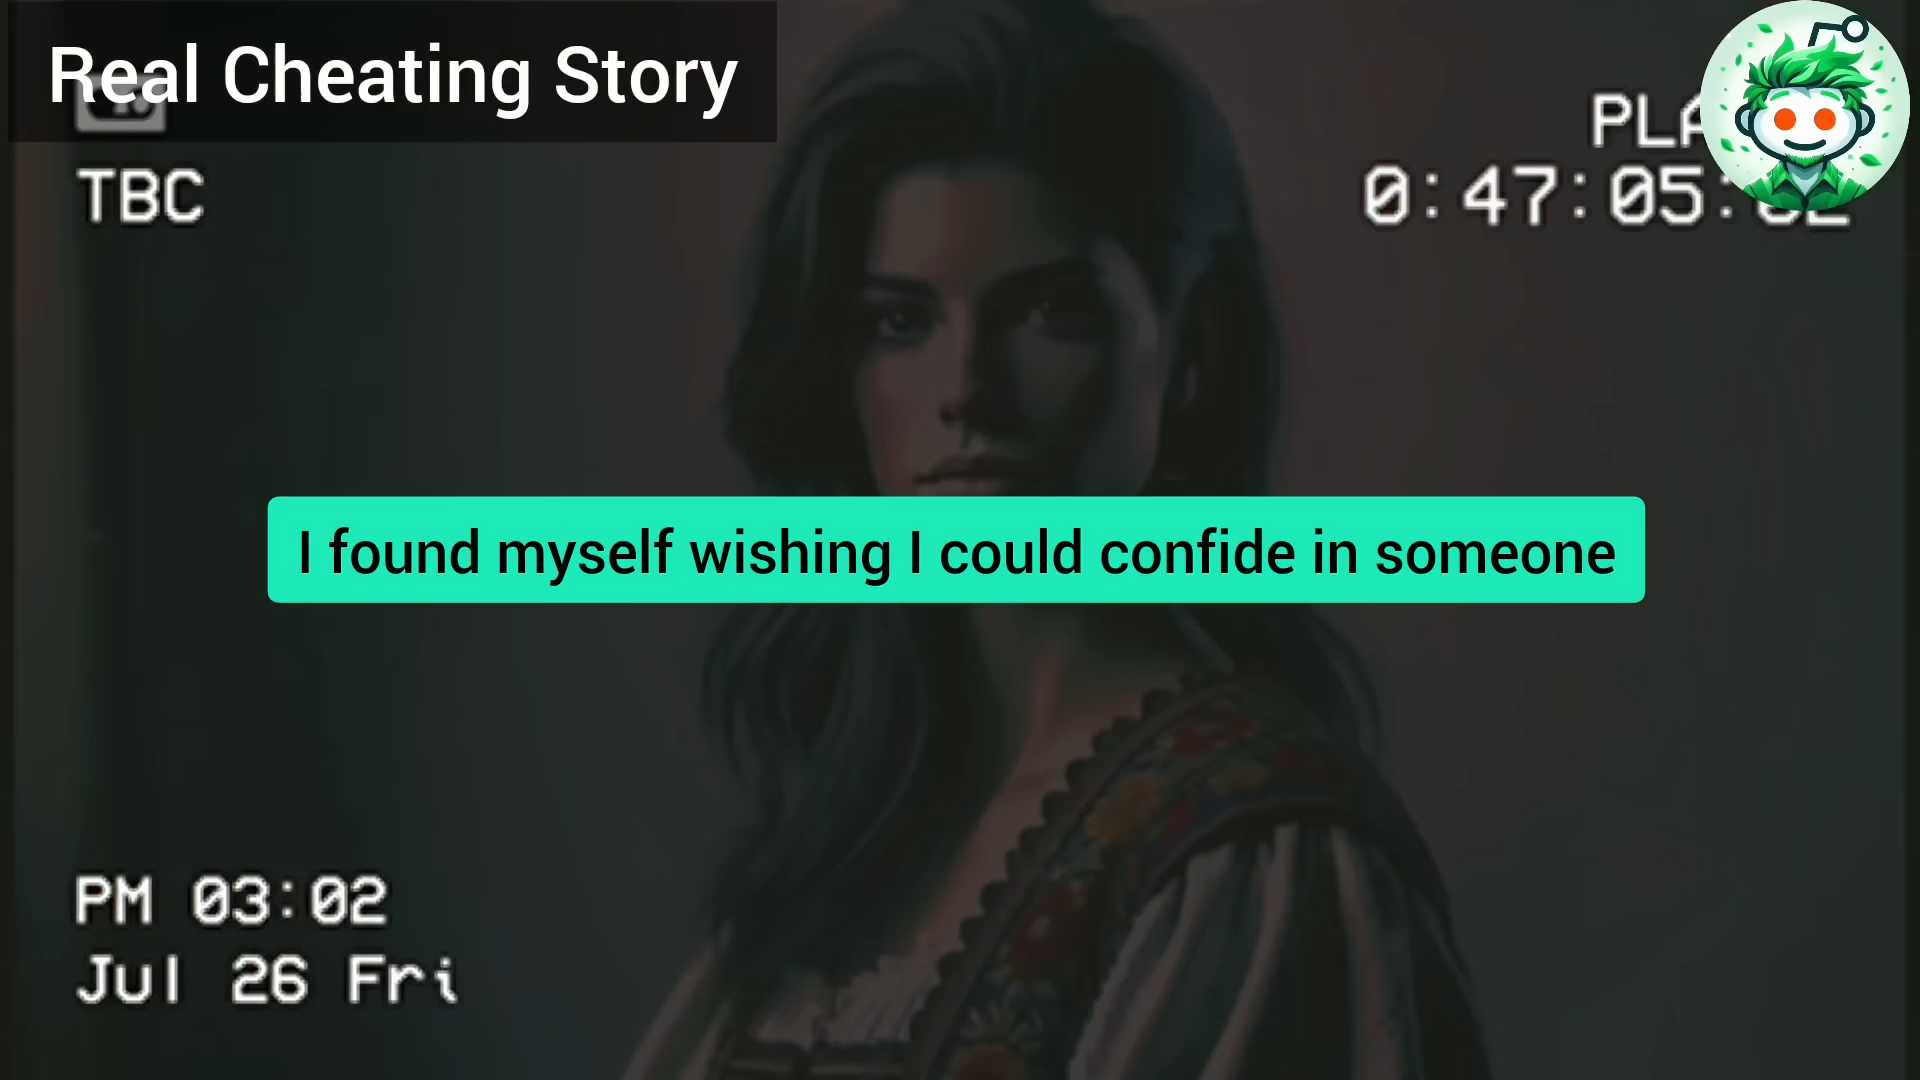 Real Cheating Story
TBC
PLA
0:47:05:
I found myself wishing I could confide in someone
PM 03:02
Jul 26 Fri